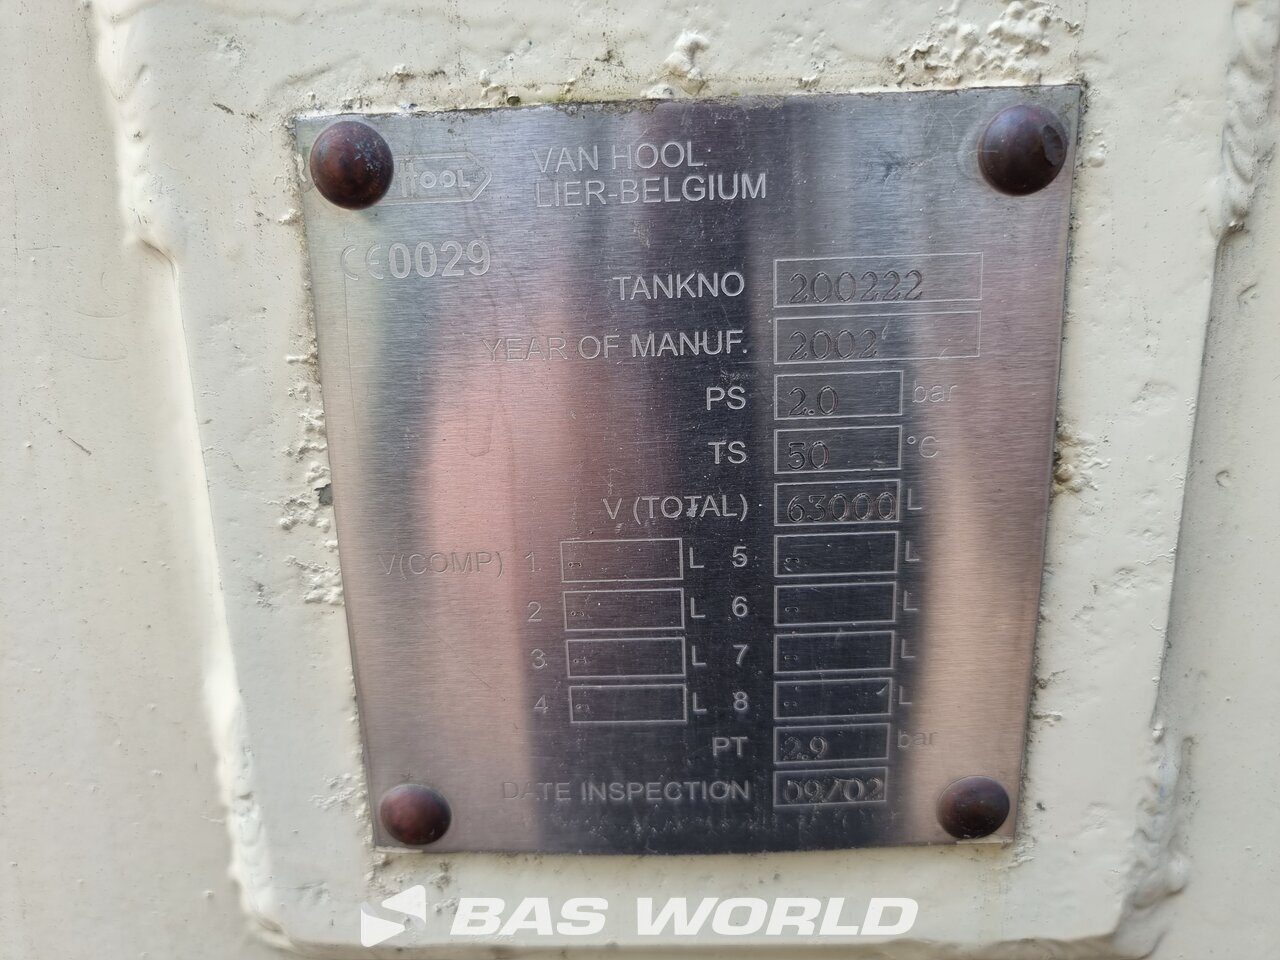 HOOL
VAN HOOL
LIER-BELGIUM
CE0029
TANKNO 200222
YEAR OF MANUF. 2002
PS 2.0 bar
TS 50 °C
V (TOTAL) 63000 L
V(COMP) 1 - L 5 - L
2 - L 6 - L
3 - L 7 - L
4 - L 8 - L
PT 2.9 bar
DATE INSPECTION 09/02
BAS WORLD